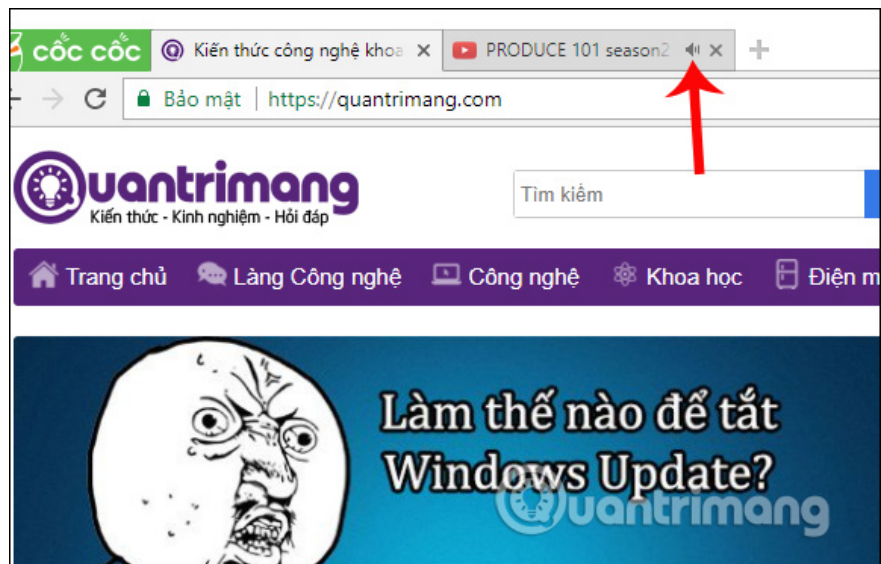 cốc cốc
Kiến thức công nghệ khoa
PRODUCE 101 season2
Bảo mật
https://quantrimang.com
Quantrimang
Kiến thức - Kinh nghiệm - Hỏi đáp
Tìm kiếm
Trang chủ
Làng Công nghệ
Công nghệ
Khoa học
Điện m
Làm thế nào để tắt
Windows Update?
Quantrimang